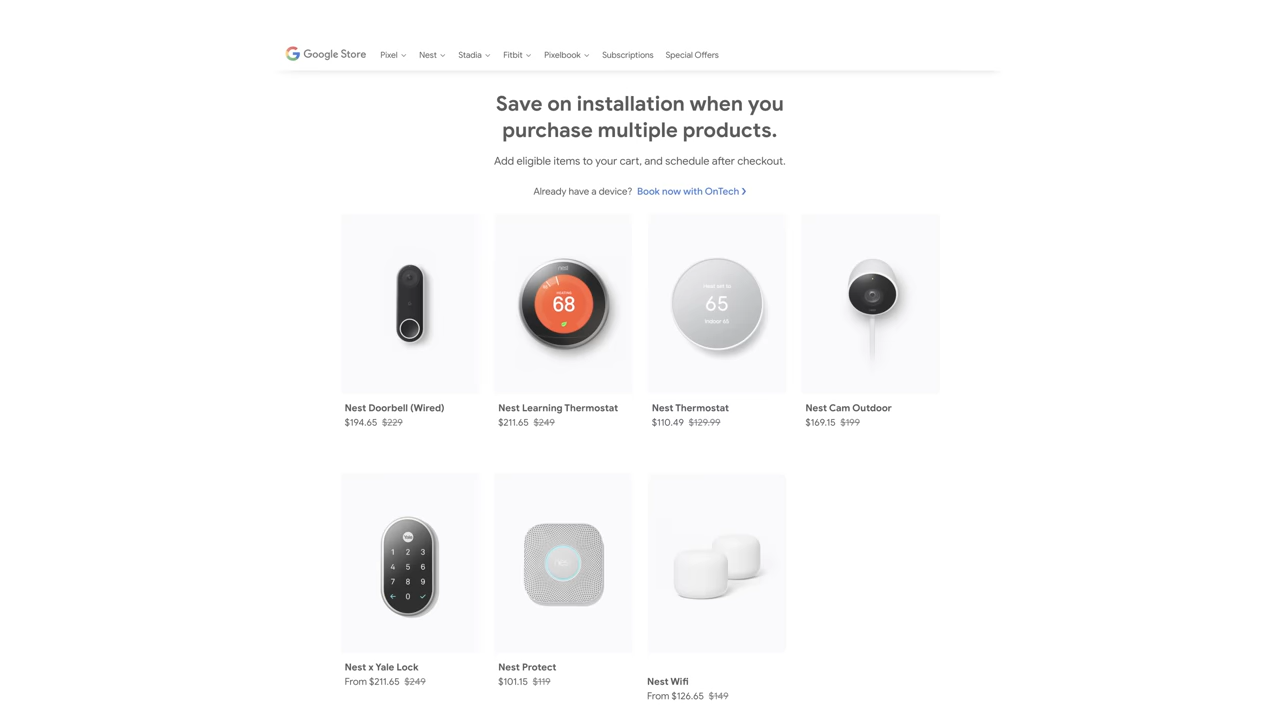 Google Store
Pixel
Nest
Stadia
Fitbit
Pixelbook
Subscriptions
Special Offers
Save on installation when you
purchase multiple products.
Add eligible items to your cart, and schedule after checkout.
Already have a device? Book now with OnTech
nest
68
65
Indoor 65
Nest Doorbell (Wired)
$194.65 $229
Nest Learning Thermostat
$211.65 $249
Nest Thermostat
$110.49 $129.99
Nest Cam Outdoor
$169.15 $199
Yale
1 2 3
4 5 6
7 8 9
0
Nest x Yale Lock
From $211.65 $249
Nest Protect
$101.15 $119
Nest Wifi
From $126.65 $149